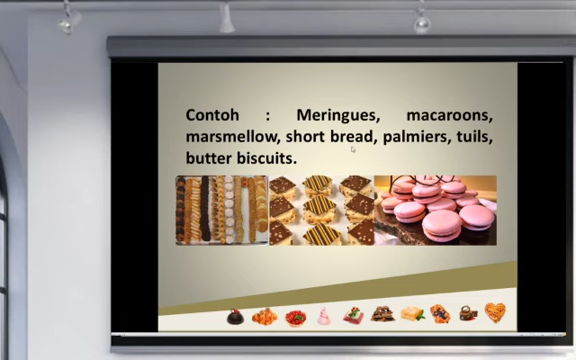 Contoh : Meringues, macaroons,
marsmellow, short bread, palmiers, tuils,
butter biscuits.